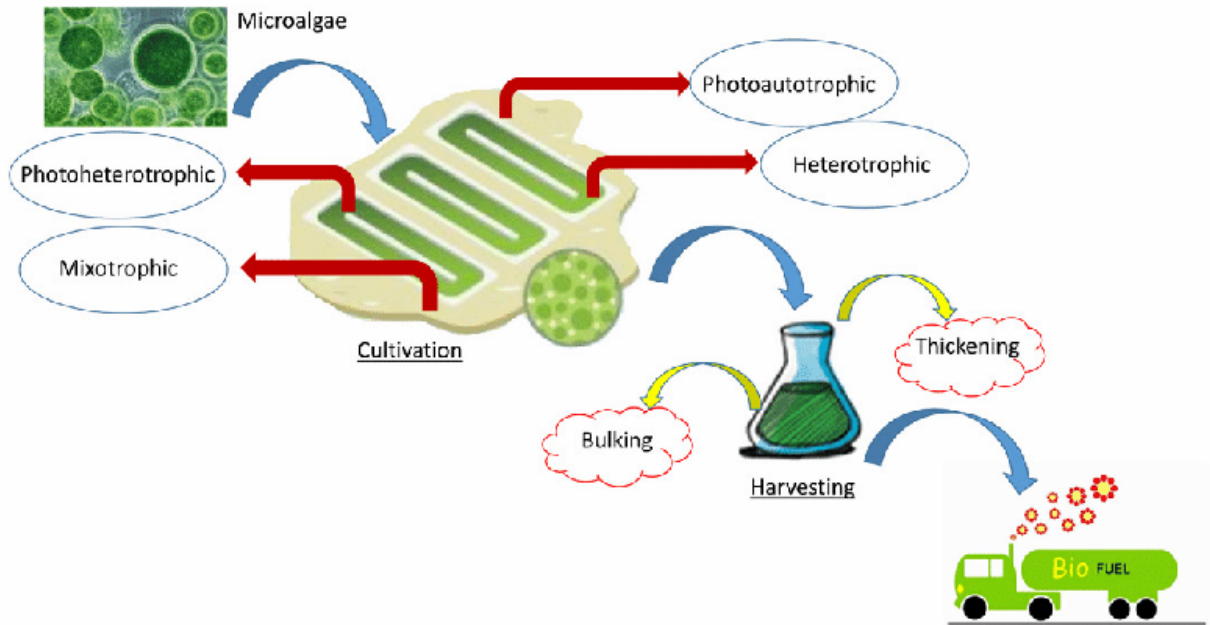 Microalgae
Photoautotrophic
Photoheterotrophic
Heterotrophic
Mixotrophic
Cultivation
Thickening
Bulking
Harvesting
Bio FUEL